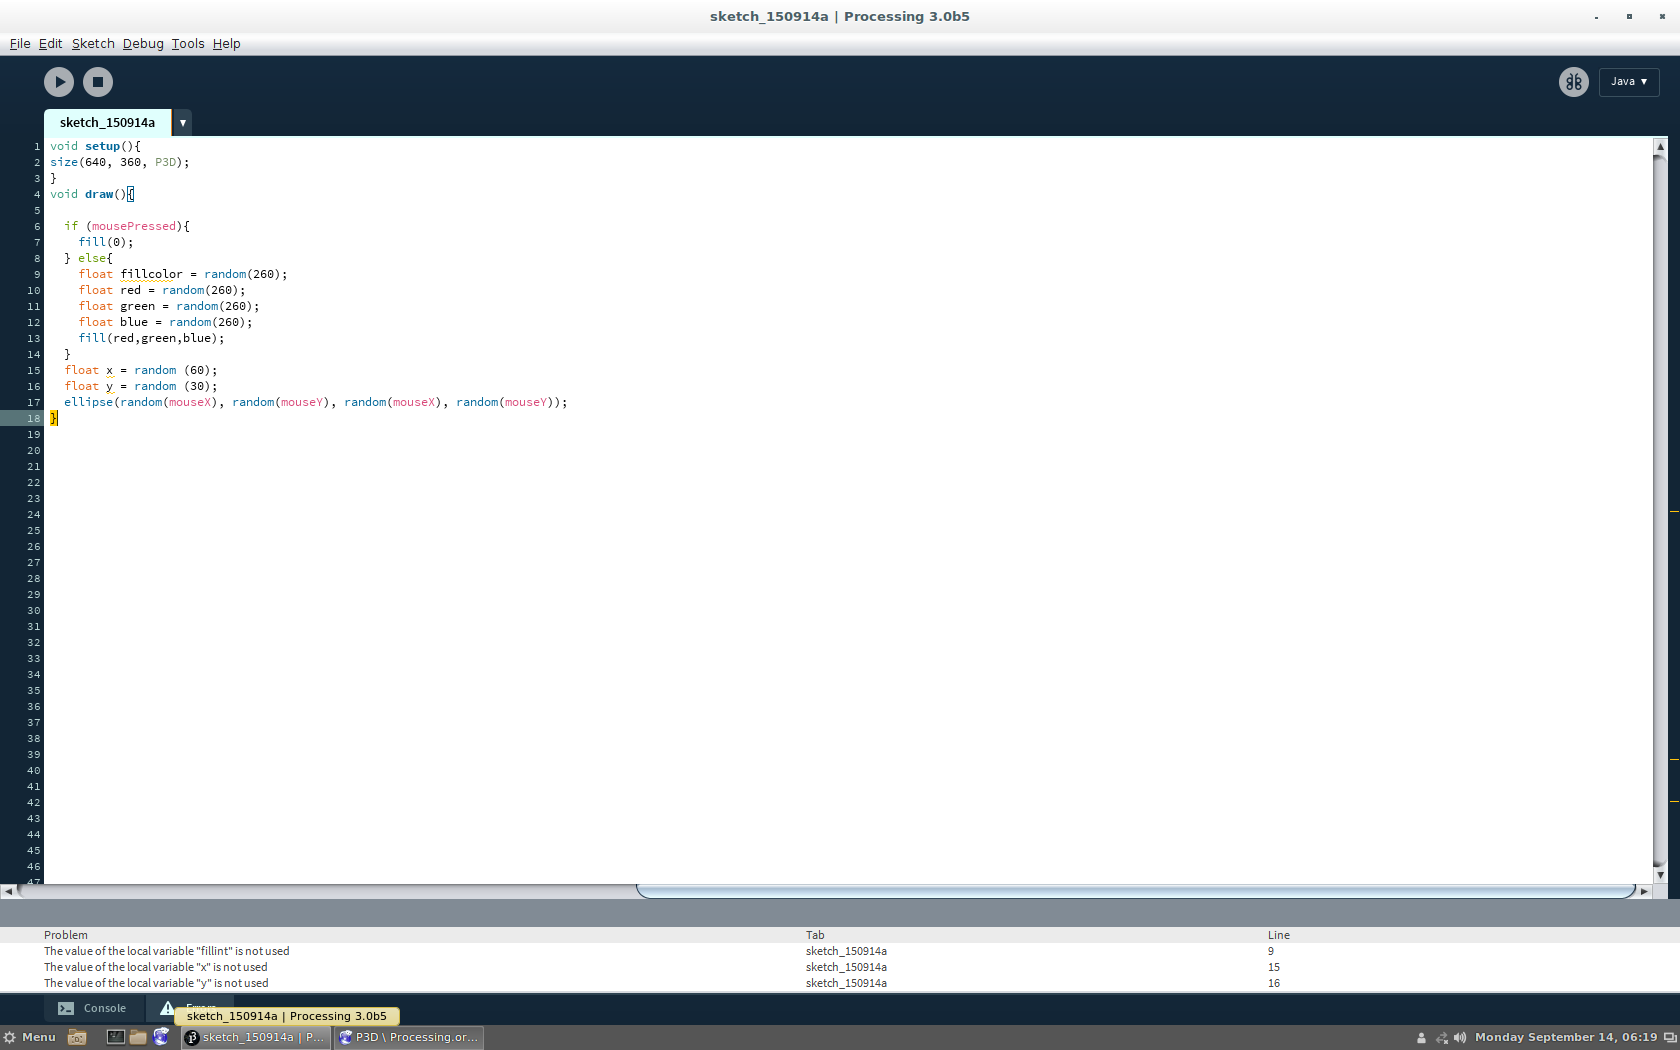 sketch_150914a | Processing 3.0b5
File Edit Sketch Debug Tools Help
Java ▼
sketch_150914a ▼
1 void setup(){
2 size(640, 360, P3D);
3 }
4 void draw(){
5
6   if (mousePressed){
7     fill(0);
8   } else{
9     float fillcolor = random(260);
10     float red = random(260);
11     float green = random(260);
12     float blue = random(260);
13     fill(red,green,blue);
14   }
15   float x = random (60);
16   float y = random (30);
17   ellipse(random(mouseX), random(mouseY), random(mouseX), random(mouseY));
18 }
19
20
21
22
23
24
25
26
27
28
29
30
31
32
33
34
35
36
37
38
39
40
41
42
43
44
45
46
47
Problem Tab Line
The value of the local variable "fillint" is not used sketch_150914a 9
The value of the local variable "x" is not used sketch_150914a 15
The value of the local variable "y" is not used sketch_150914a 16
Console Errors
sketch_150914a | Processing 3.0b5
Menu sketch_150914a | P... P3D \ Processing.or... Monday September 14, 06:19